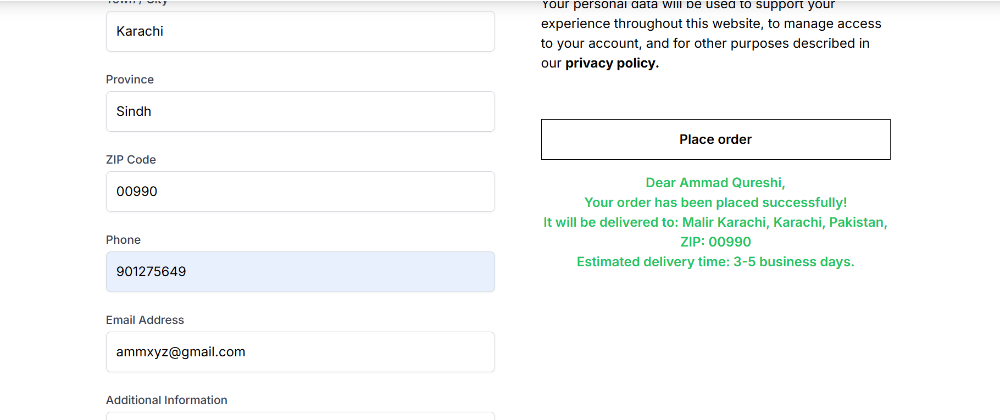 Town / City
Karachi
Province
Sindh
ZIP Code
00990
Phone
901275649
Email Address
ammxyz@gmail.com
Additional Information
Your personal data will be used to support your
experience throughout this website, to manage access
to your account, and for other purposes described in
our privacy policy.
Place order
Dear Ammad Qureshi,
Your order has been placed successfully!
It will be delivered to: Malir Karachi, Karachi, Pakistan,
ZIP: 00990
Estimated delivery time: 3-5 business days.